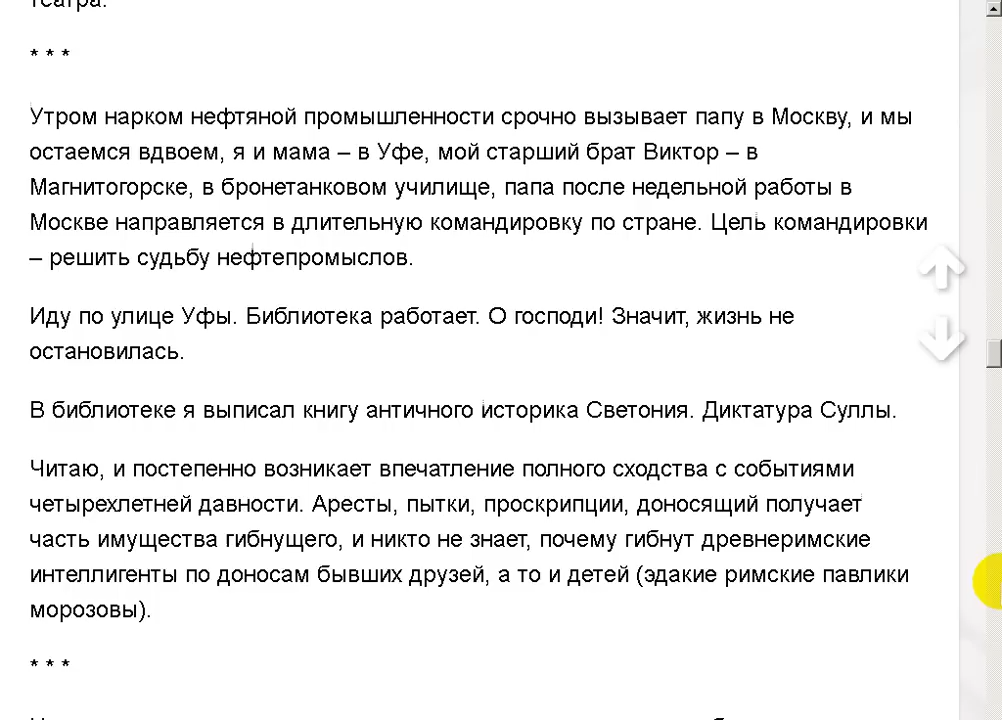 театра.
* * *
Утром нарком нефтяной промышленности срочно вызывает папу в Москву, и мы
остаемся вдвоем, я и мама – в Уфе, мой старший брат Виктор – в
Магнитогорске, в бронетанковом училище, папа после недельной работы в
Москве направляется в длительную командировку по стране. Цель командировки
– решить судьбу нефтепромыслов.
Иду по улице Уфы. Библиотека работает. О господи! Значит, жизнь не
остановилась.
В библиотеке я выписал книгу античного историка Светония. Диктатура Суллы.
Читаю, и постепенно возникает впечатление полного сходства с событиями
четырехлетней давности. Аресты, пытки, проскрипции, доносящий получает
часть имущества гибнущего, и никто не знает, почему гибнут древнеримские
интеллигенты по доносам бывших друзей, а то и детей (эдакие римские павлики
морозовы).
* * *